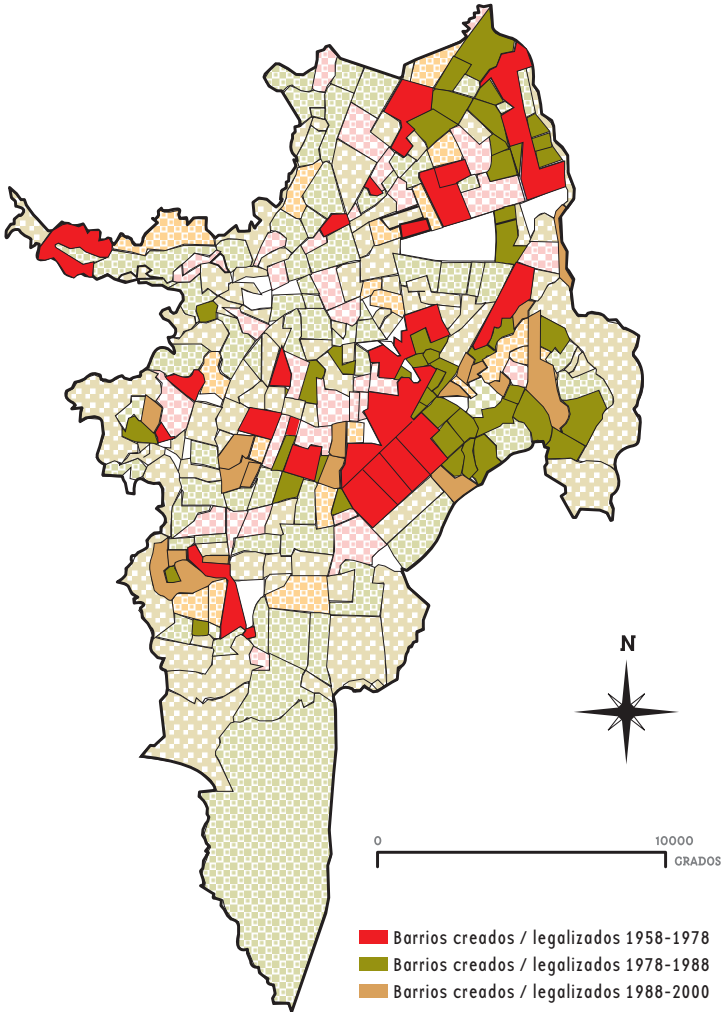 N
0 10000
GRADOS
Barrios creados / legalizados 1958-1978
Barrios creados / legalizados 1978-1988
Barrios creados / legalizados 1988-2000